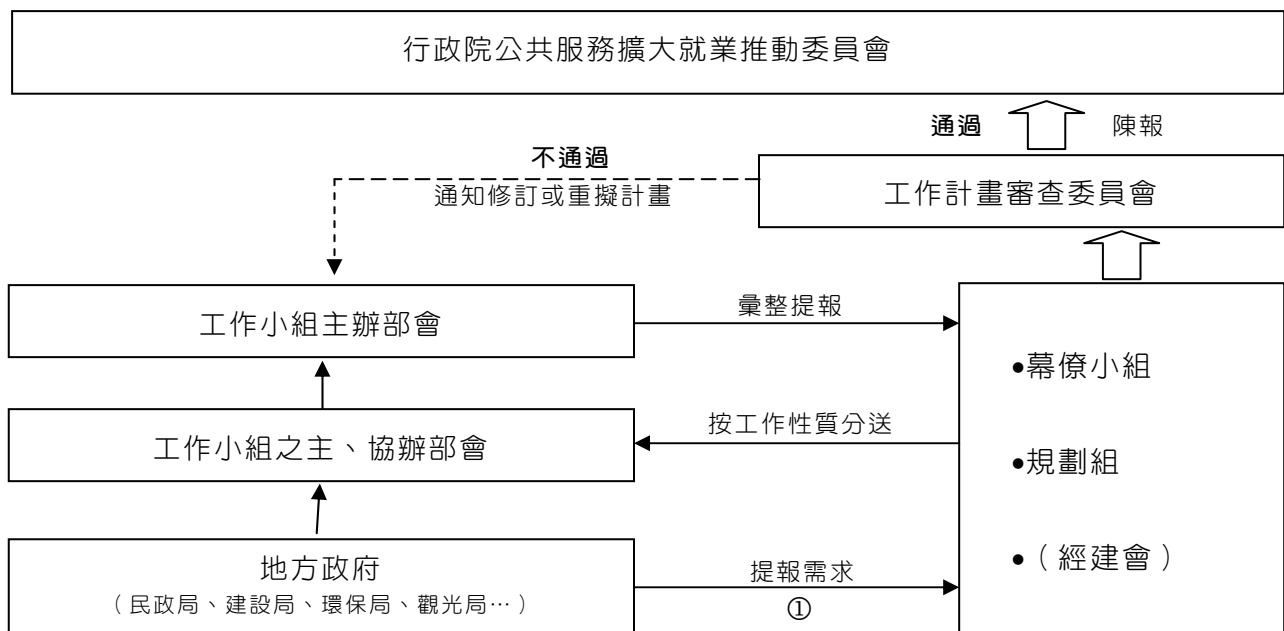 行政院公共服務擴大就業推動委員會
通過
陳報
不通過
通知修訂或重擬計畫
工作計畫審查委員會
工作小組主辦部會
彙整提報
•幕僚小組
工作小組之主、協辦部會
按工作性質分送
•規劃組
地方政府
（民政局、建設局、環保局、觀光局…）
提報需求
①
•（經建會）